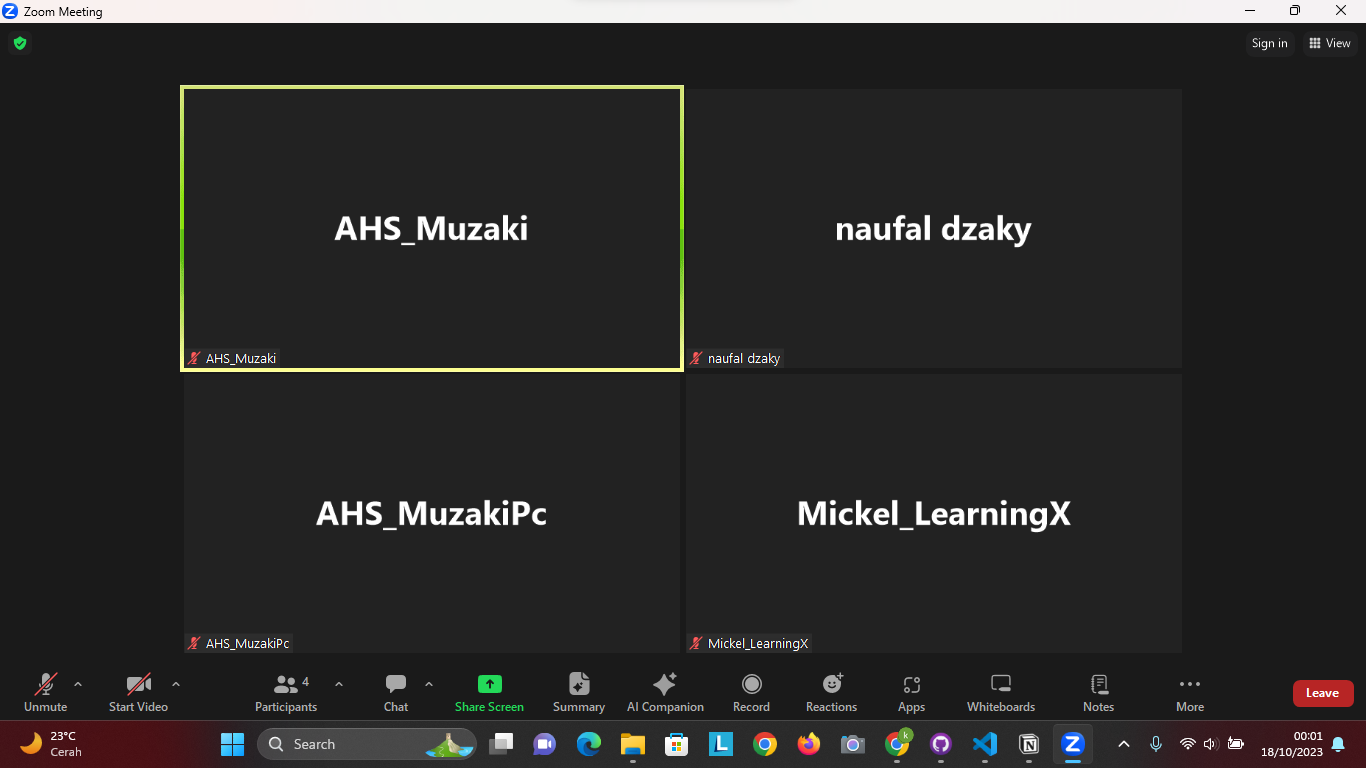 Zoom Meeting
Sign in View
AHS_Muzaki
naufal dzaky
AHS_Muzaki
naufal dzaky
AHS_MuzakiPc
Mickel_LearningX
AHS_MuzakiPc
Mickel_LearningX
4
Unmute Start Video Participants Chat Share Screen Summary AI Companion Record Reactions Apps Whiteboards Notes More
Leave
23°C
Cerah
Search
L
k
00:01
18/10/2023